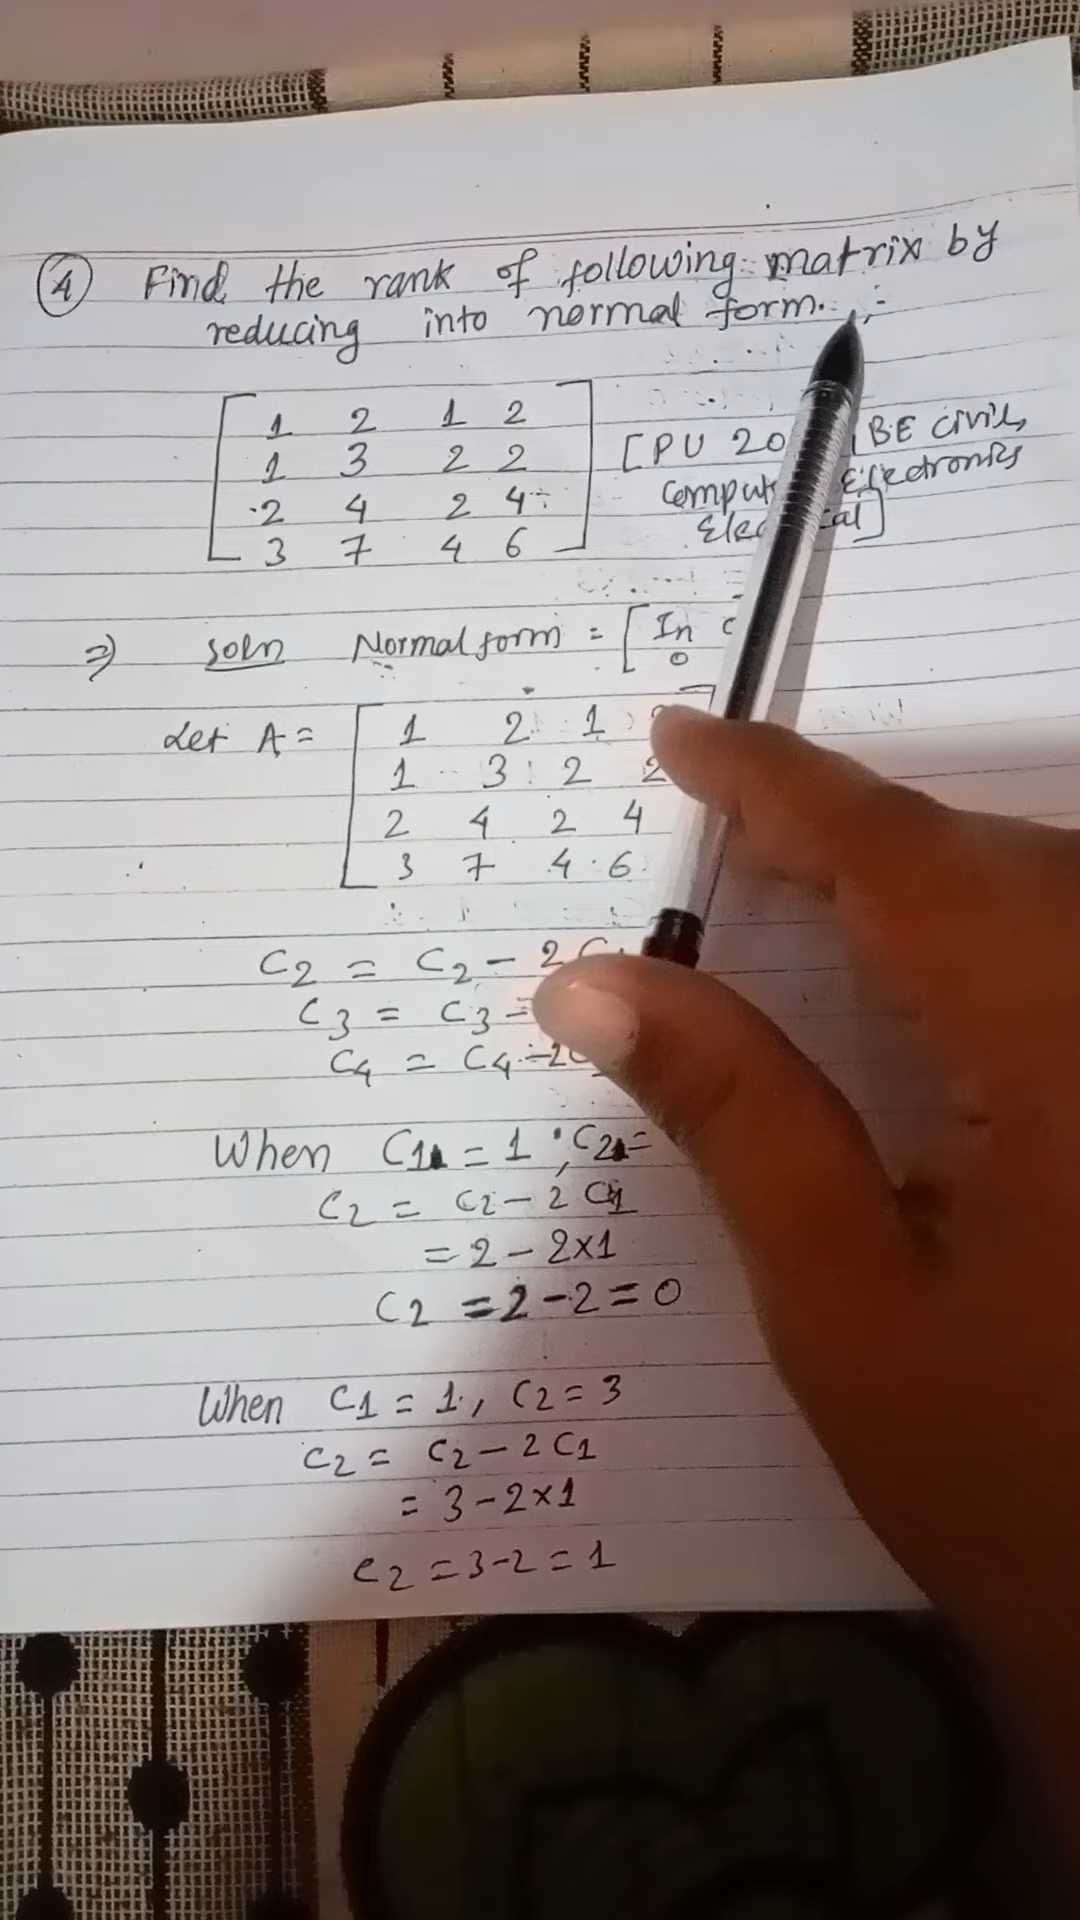 ④ Find the rank of following matrix by
reducing into normal form. :-
1 2 1 2
1 3 2 2
2 4 2 4
3 7 4 6
[PU 20 BE civil,
Electronics
]
⇒) soln Normal form = [In
0
Let A =
1 2 1
1 3 2 2
2 4 2 4
3 7 4 6
C2 = C2 - 2
C3 = C3 -
C4 = C4 - 2C
When C1 = 1 ; C2 =
C2 = C2 - 2 C1
= 2 - 2×1
C2 = 2 - 2 = 0
When C1 = 1, C2 = 3
C2 = C2 - 2 C1
= 3 - 2×1
C2 = 3-2 = 1